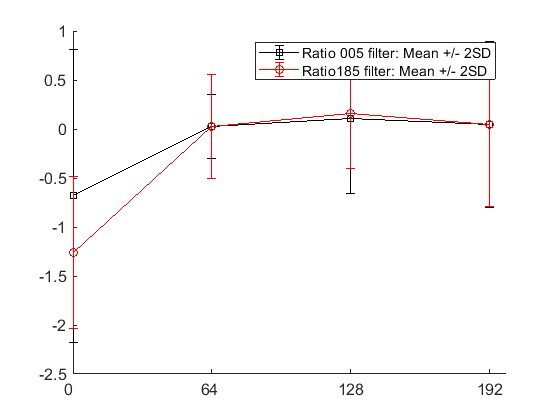 1
Ratio 005 filter: Mean +/- 2SD
0.5
Ratio185 filter: Mean +/- 2SD
0
-0.5
-1
-1.5
-2
-2.5
0 64 128 192